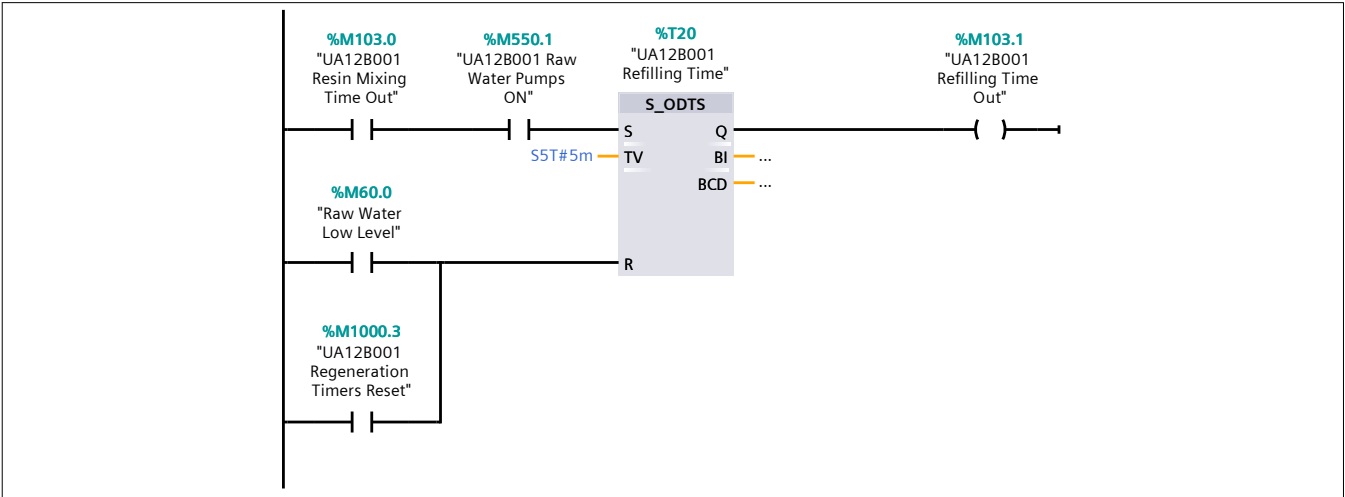 %M103.0
"UA12B001
Resin Mixing
Time Out"
%M550.1
"UA12B001 Raw
Water Pumps
ON"
%T20
"UA12B001
Refilling Time"
%M103.1
"UA12B001
Refilling Time
Out"
S_ODTS
S
Q
S5T#5m
TV
BI
...
BCD
...
%M60.0
"Raw Water
Low Level"
R
%M1000.3
"UA12B001
Regeneration
Timers Reset"